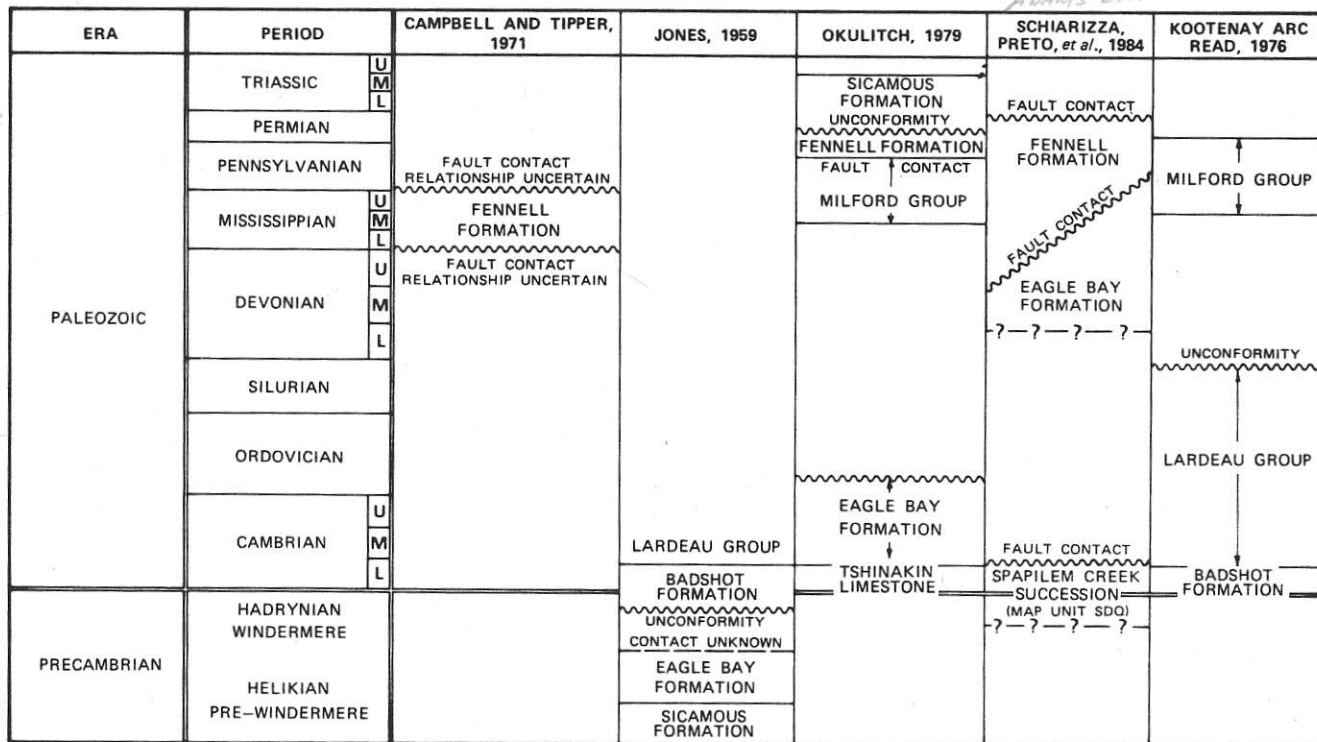 ADAMS
ERA
PERIOD
CAMPBELL AND TIPPER,
1971
JONES, 1959
OKULITCH, 1979
SCHIARIZZA,
PRETO, et al., 1984
KOOTENAY ARC
READ, 1976
PALEOZOIC
TRIASSIC
U
M
L
PERMIAN
PENNSYLVANIAN
MISSISSIPPIAN
U
M
L
DEVONIAN
U
M
L
SILURIAN
ORDOVICIAN
CAMBRIAN
U
M
L
PRECAMBRIAN
HADRYNIAN
WINDERMERE
HELIKIAN
PRE–WINDERMERE
FAULT CONTACT
RELATIONSHIP UNCERTAIN
FENNELL
FORMATION
FAULT CONTACT
RELATIONSHIP UNCERTAIN
LARDEAU GROUP
BADSHOT
FORMATION
UNCONFORMITY
CONTACT UNKNOWN
EAGLE BAY
FORMATION
SICAMOUS
FORMATION
SICAMOUS
FORMATION
UNCONFORMITY
FENNELL FORMATION
FAULT CONTACT
MILFORD GROUP
EAGLE BAY
FORMATION
TSHINAKIN
LIMESTONE
FAULT CONTACT
FENNELL
FORMATION
FAULT CONTACT
EAGLE BAY
FORMATION
? ? ? ?
FAULT CONTACT
SPAPILEM CREEK
SUCCESSION
(MAP UNIT SDQ)
? ? ? ?
MILFORD GROUP
UNCONFORMITY
LARDEAU GROUP
BADSHOT
FORMATION